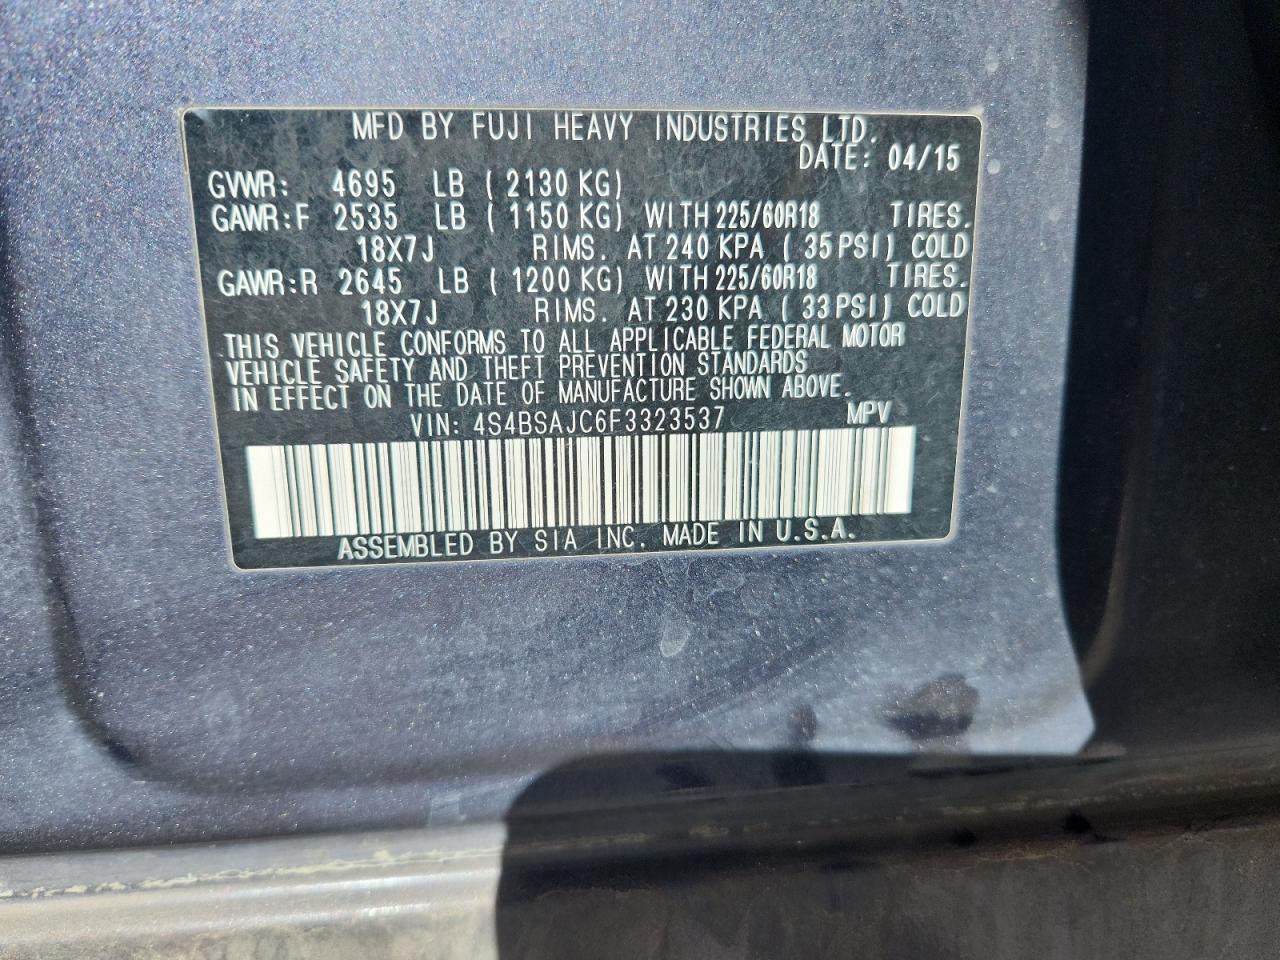 MFD BY FUJI HEAVY INDUSTRIES LTD.
DATE: 04/15
GVWR: 4695 LB (2130 KG)
GAWR:F 2535 LB (1150 KG) WITH 225/60R18 TIRES.
18X7J RIMS. AT 240 KPA (35 PSI) COLD
GAWR:R 2645 LB (1200 KG) WITH 225/60R18 TIRES.
18X7J RIMS. AT 230 KPA (33 PSI) COLD
THIS VEHICLE CONFORMS TO ALL APPLICABLE FEDERAL MOTOR
VEHICLE SAFETY AND THEFT PREVENTION STANDARDS
IN EFFECT ON THE DATE OF MANUFACTURE SHOWN ABOVE.
VIN: 4S4BSAJC6F3323537 MPV
ASSEMBLED BY SIA INC. MADE IN U.S.A.